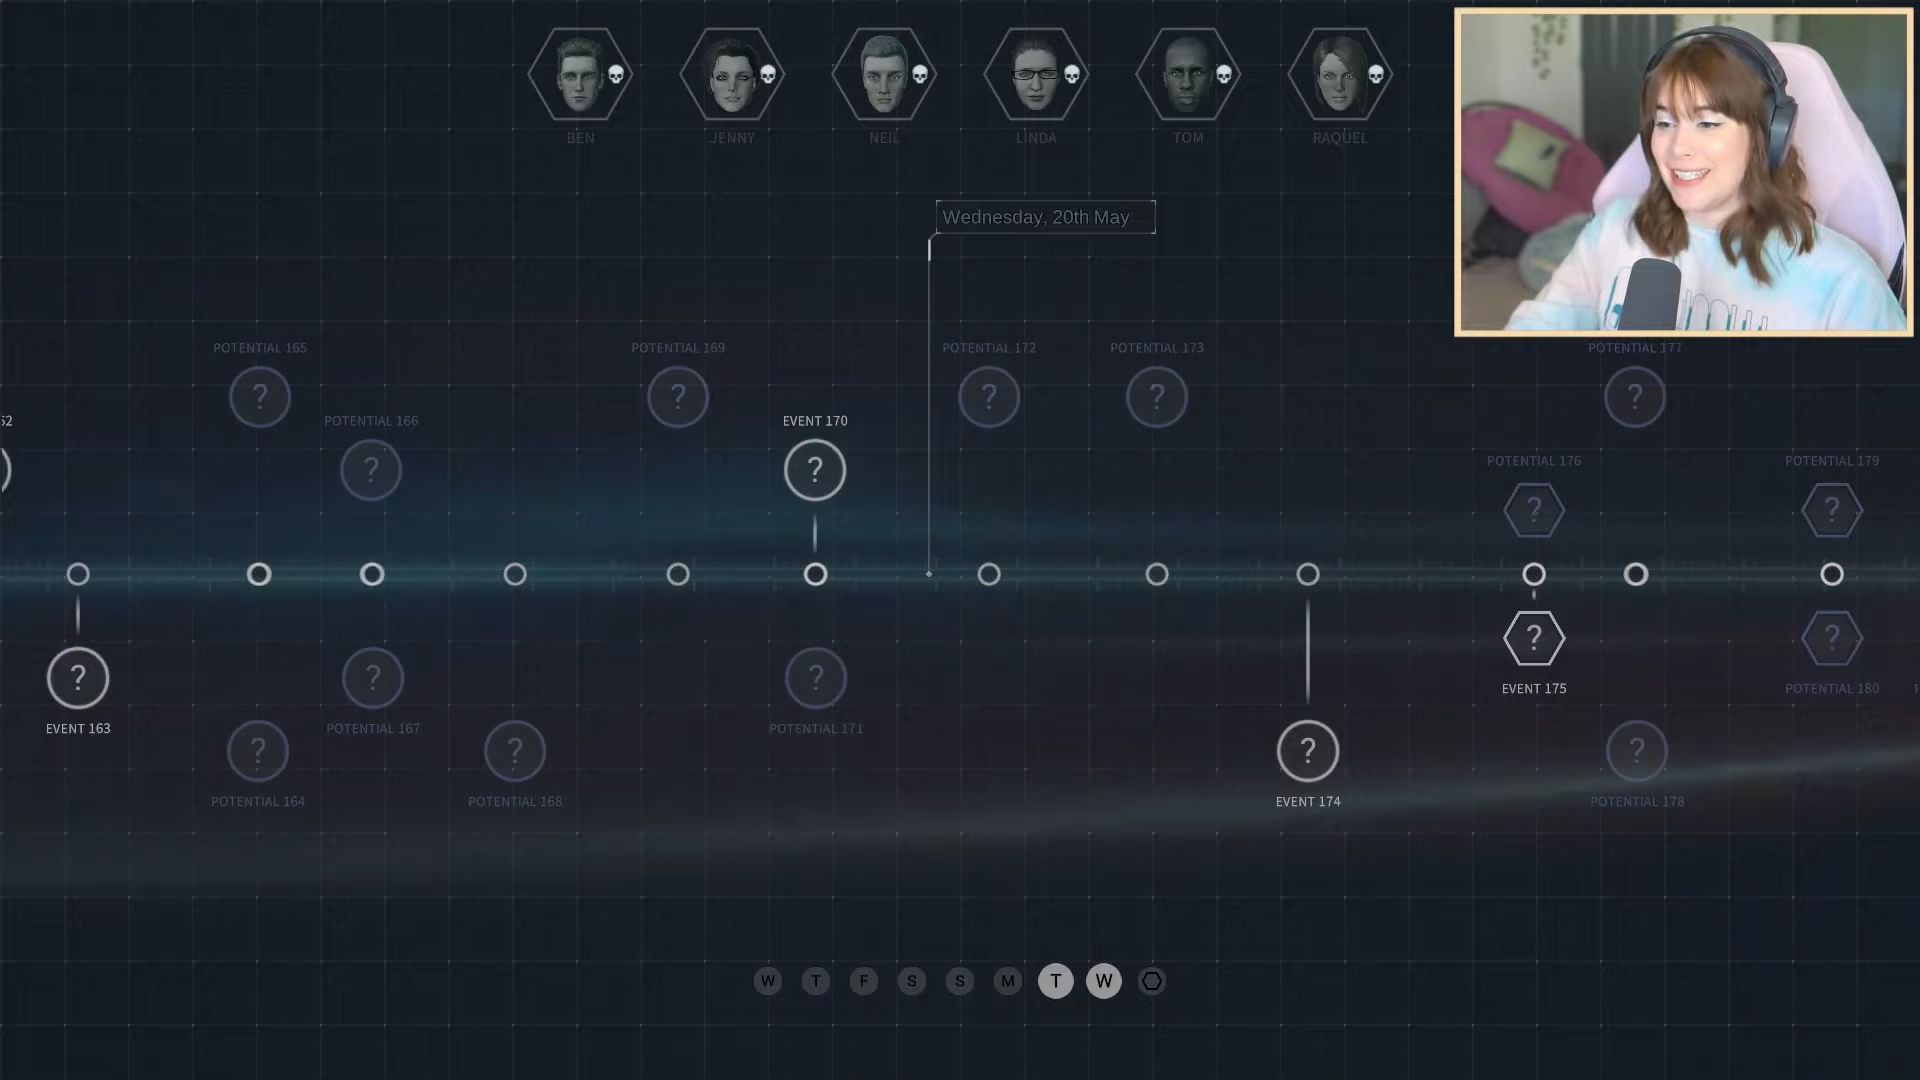 BEN
JENNY
NEIL
LINDA
TOM
RAQUEL
Wednesday, 20th May
POTENTIAL 165
POTENTIAL 169
POTENTIAL 172
POTENTIAL 173
POTENTIAL 177
?
?
?
?
?
52
POTENTIAL 166
EVENT 170
?
?
POTENTIAL 176
POTENTIAL 179
?
?
?
?
?
?
?
EVENT 175
POTENTIAL 180
EVENT 163
POTENTIAL 167
POTENTIAL 171
?
?
?
?
POTENTIAL 164
POTENTIAL 168
EVENT 174
POTENTIAL 178
W T F S S M T W